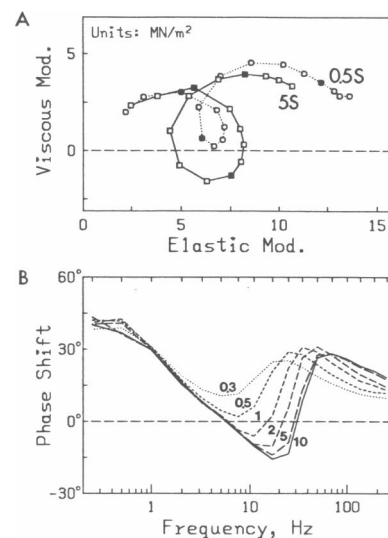 A
Units: MN/m²
Viscous Mod.
5
0
0.5S
5S
0 5 10 15
Elastic Mod.
B
Phase Shift
60°
30°
0°
-30°
0.3
0.5
1
2
5
10
1 10 100
Frequency, Hz